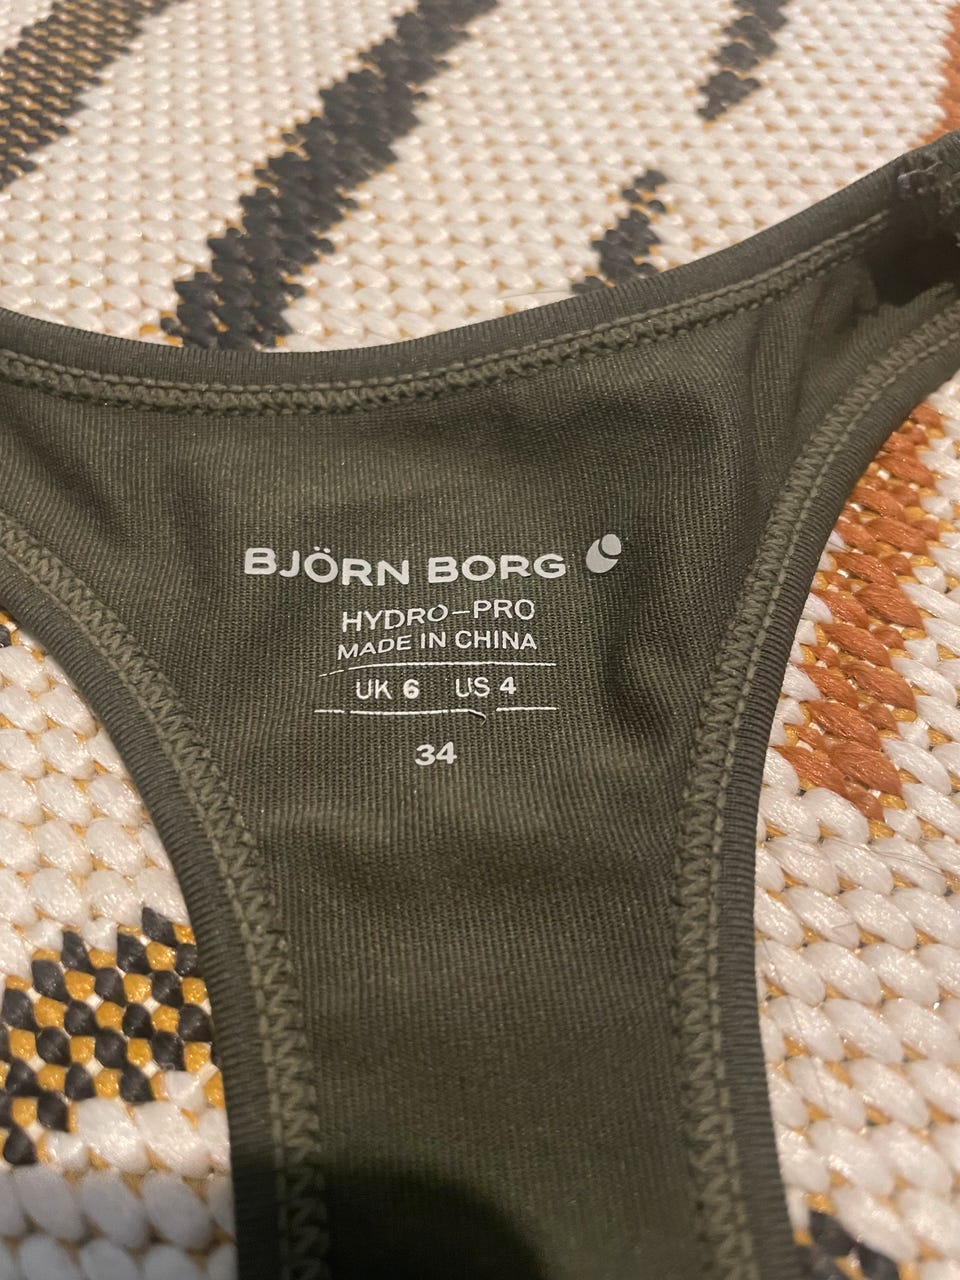 BJÖRN BORG
HYDRO-PRO
MADE IN CHINA
UK 6 US 4
34